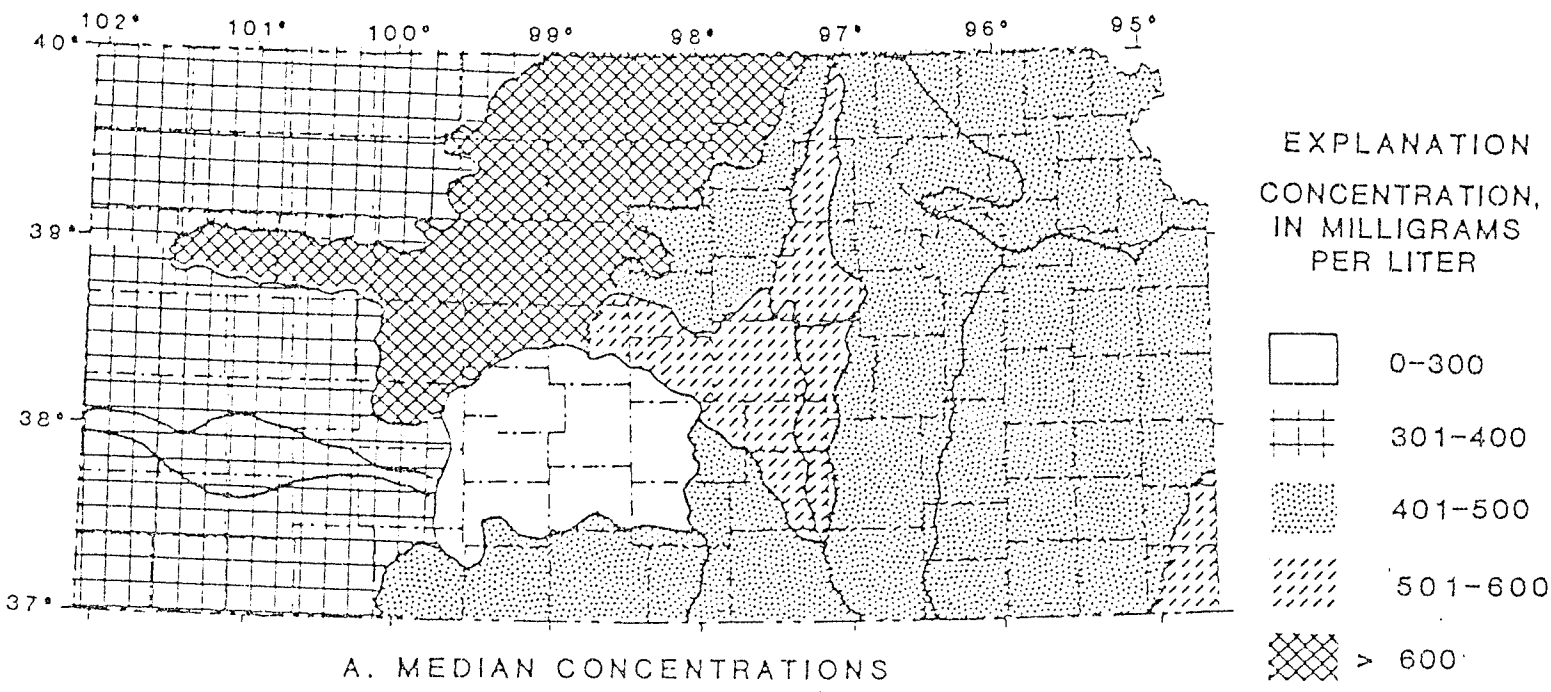 102° 101° 100° 99° 98° 97° 96° 95°
40°
38°
38°
37°
EXPLANATION
CONCENTRATION,
IN MILLIGRAMS
PER LITER
0-300
301-400
401-500
501-600
> 600
A. MEDIAN CONCENTRATIONS